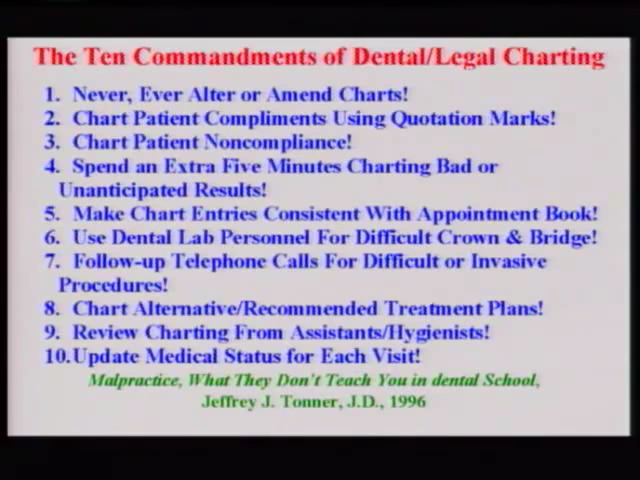 The Ten Commandments of Dental/Legal Charting
1. Never, Ever Alter or Amend Charts!
2. Chart Patient Compliments Using Quotation Marks!
3. Chart Patient Noncompliance!
4. Spend an Extra Five Minutes Charting Bad or
Unanticipated Results!
5. Make Chart Entries Consistent With Appointment Book!
6. Use Dental Lab Personnel For Difficult Crown & Bridge!
7. Follow-up Telephone Calls For Difficult or Invasive
Procedures!
8. Chart Alternative/Recommended Treatment Plans!
9. Review Charting From Assistants/Hygienists!
10.Update Medical Status for Each Visit!
Malpractice, What They Don't Teach You in dental School,
Jeffrey J. Tonner, J.D., 1996